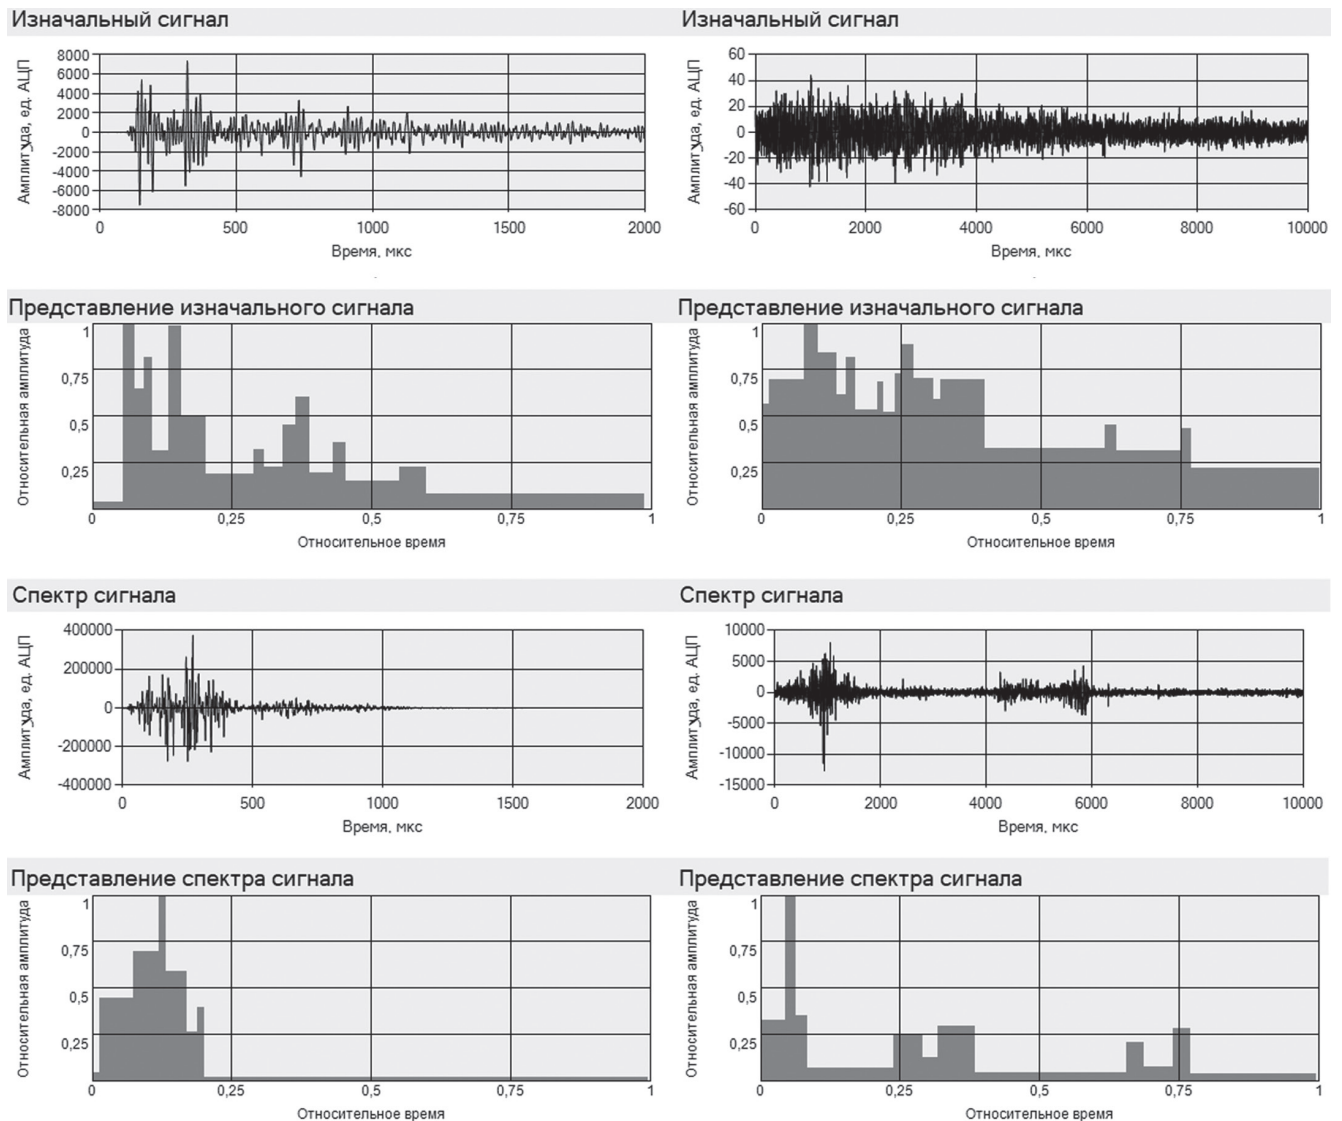 Изначальный сигнал
Амплитуда, ед. АЦП
8000
6000
4000
2000
0
-2000
-4000
-6000
-8000
0 500 1000 1500 2000
Время, мкс
Изначальный сигнал
Амплитуда, ед. АЦП
60
40
20
0
-20
-40
-60
0 2000 4000 6000 8000 10000
Время, мкс
Представление изначального сигнала
Относительная амплитуда
1
0,75
0,5
0,25
0 0,25 0,5 0,75 1
Относительное время
Представление изначального сигнала
Относительная амплитуда
1
0,75
0,5
0,25
0 0,25 0,5 0,75 1
Относительное время
Спектр сигнала
Амплитуда, ед. АЦП
400000
200000
0
-200000
-400000
0 500 1000 1500 2000
Время, мкс
Спектр сигнала
Амплитуда, ед. АЦП
10000
5000
0
-5000
-10000
-15000
0 2000 4000 6000 8000 10000
Время, мкс
Представление спектра сигнала
Относительная амплитуда
1
0,75
0,5
0,25
0 0,25 0,5 0,75 1
Относительное время
Представление спектра сигнала
Относительная амплитуда
1
0,75
0,5
0,25
0 0,25 0,5 0,75 1
Относительное время